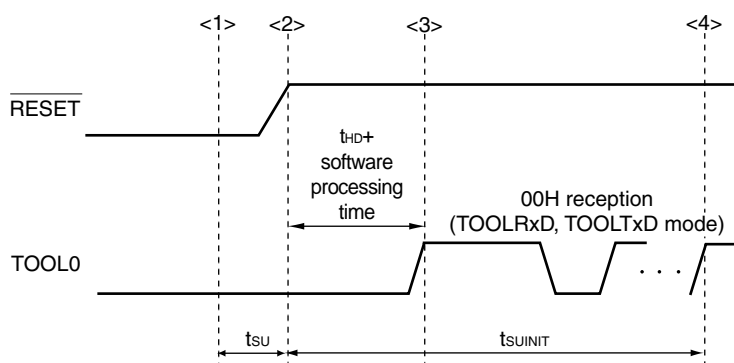 <1> <2> <3> <4>
RESET
tHD+
software
processing
time
00H reception
(TOOLRxD, TOOLTxD mode)
TOOL0
. . .
tSU tSUINIT